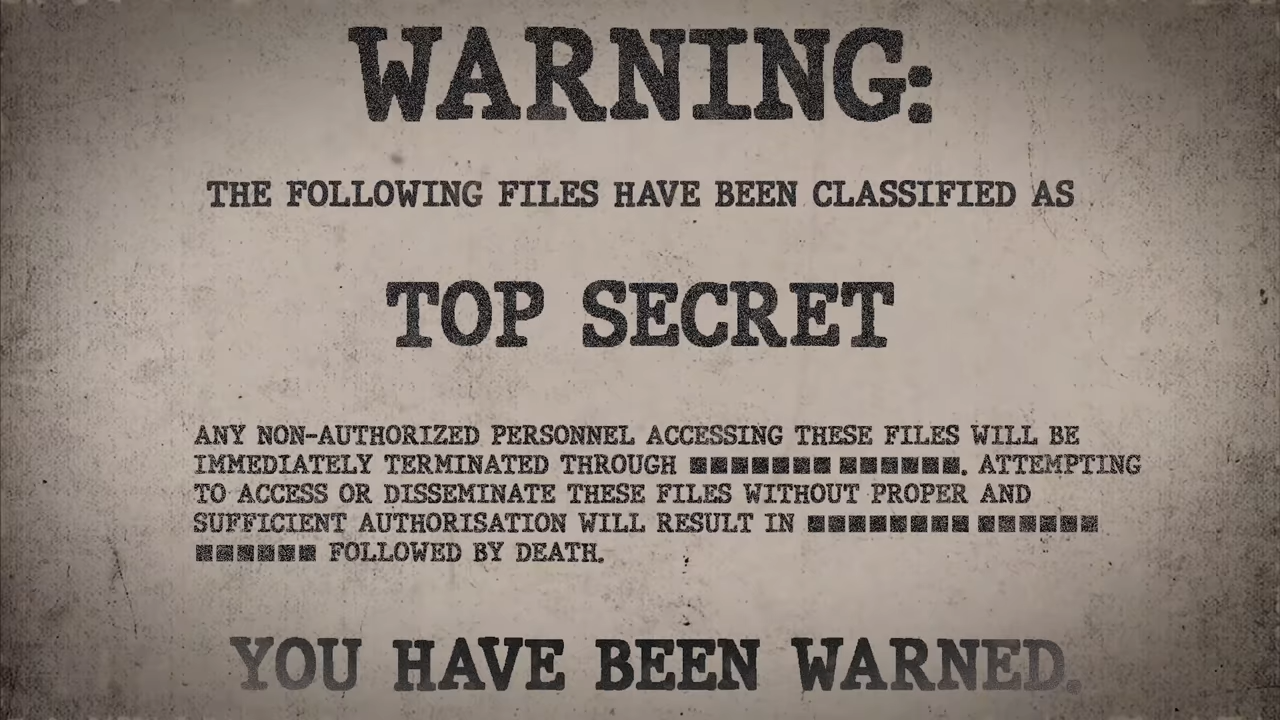 WARNING:
THE FOLLOWING FILES HAVE BEEN CLASSIFIED AS
TOP SECRET
ANY NON-AUTHORIZED PERSONNEL ACCESSING THESE FILES WILL BE
IMMEDIATELY TERMINATED THROUGH ■■■■■■■ ■■■■■■. ATTEMPTING
TO ACCESS OR DISSEMINATE THESE FILES WITHOUT PROPER AND
SUFFICIENT AUTHORISATION WILL RESULT IN ■■■■■■■■ ■■■■■■
■■■■■■ FOLLOWED BY DEATH.
YOU HAVE BEEN WARNED.